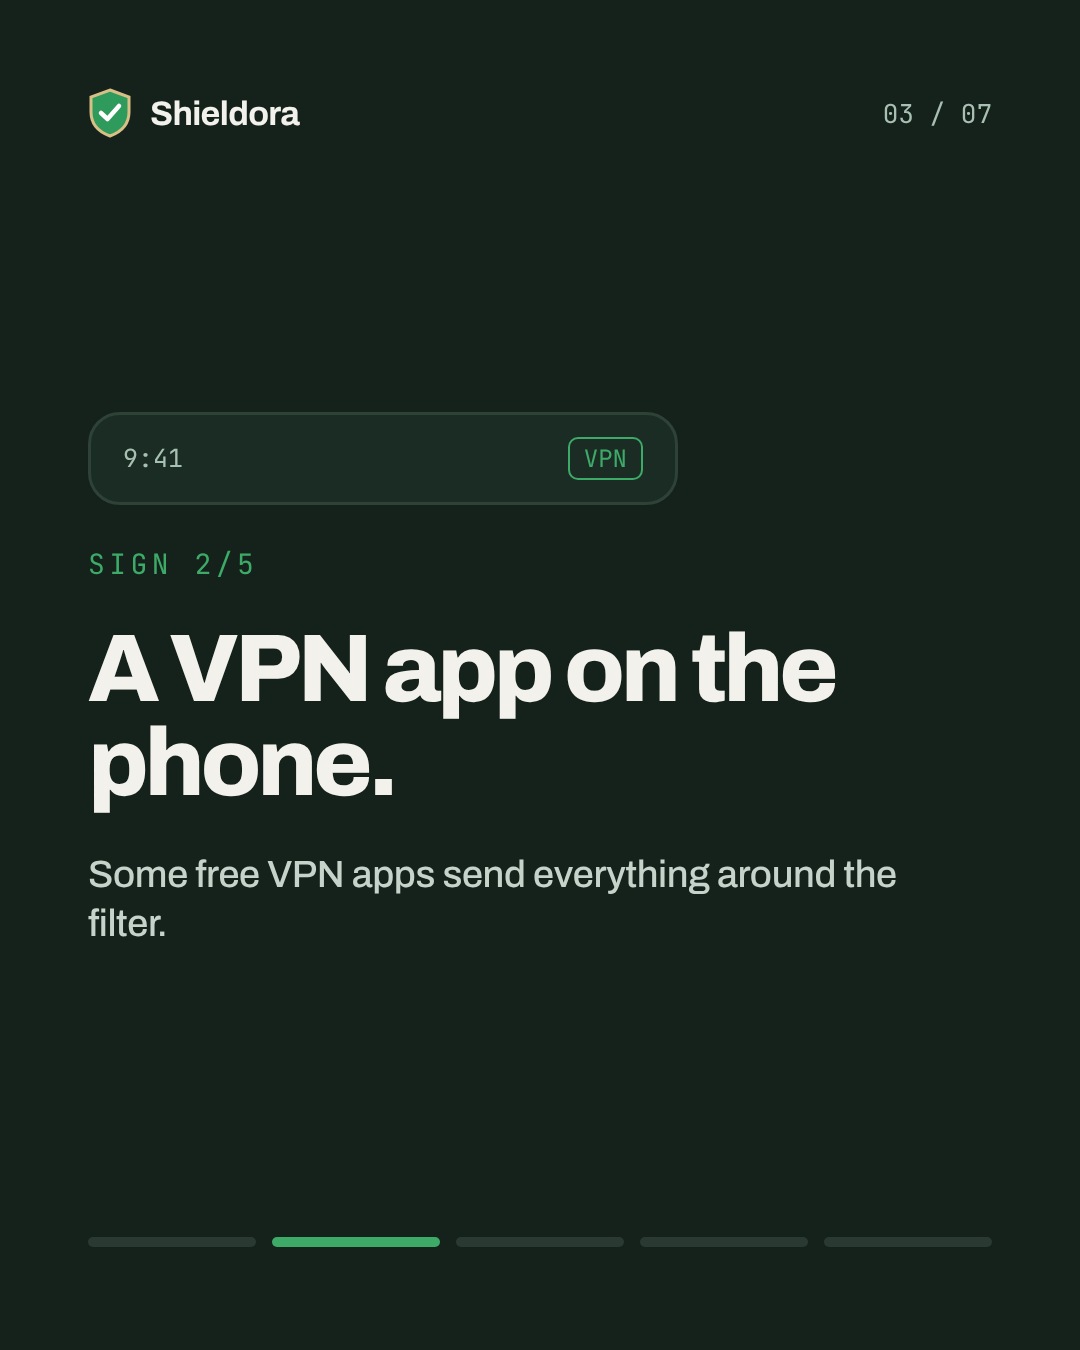 Shieldora
03 / 07
9:41
VPN
SIGN 2/5
A VPN app on the
phone.
Some free VPN apps send everything around the
filter.